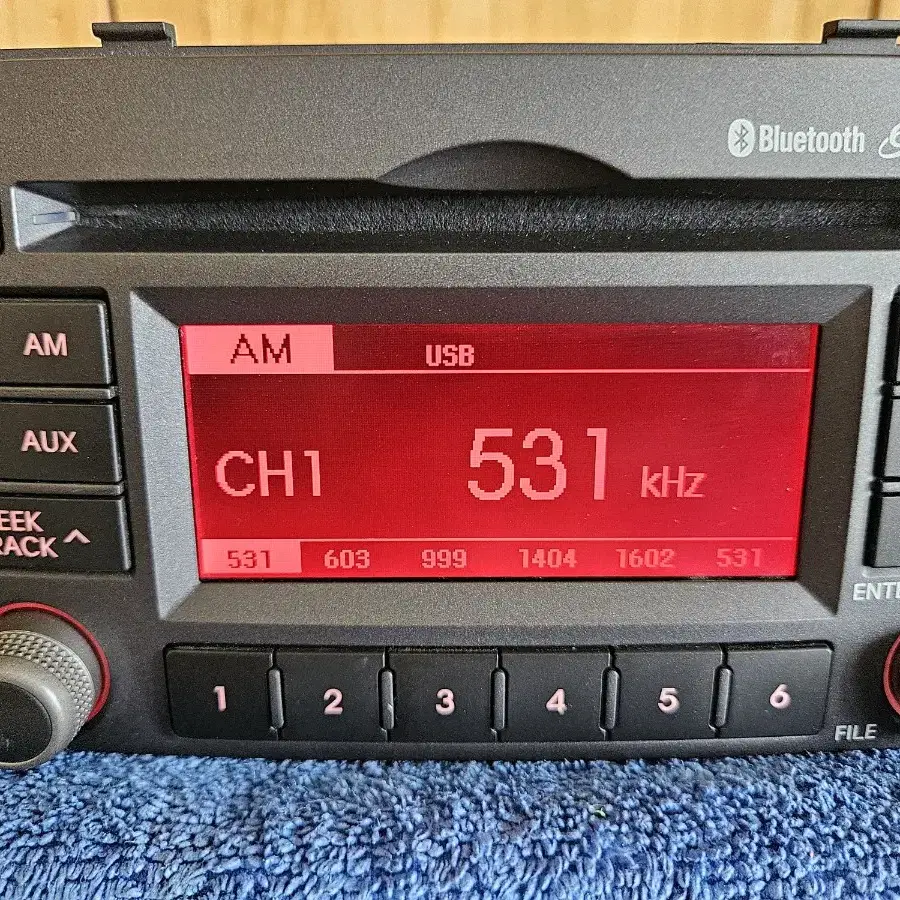 Bluetooth
AM
AUX
EEK
RACK
AM USB
CH1 531 kHz
531 603 999 1404 1602 531
1 2 3 4 5 6
ENTE
FILE